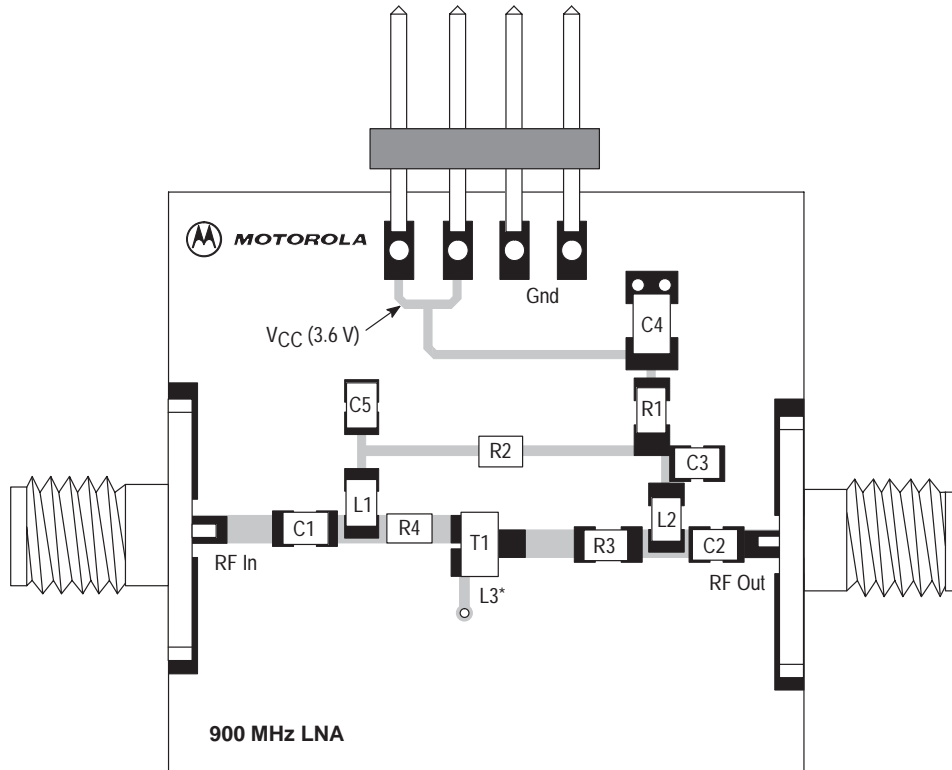 MOTOROLA
Gnd
VCC (3.6 V)
C4
C5
R1
R2
C3
L1
L2
C1
R4
T1
R3
C2
RF In
L3*
RF Out
900 MHz LNA